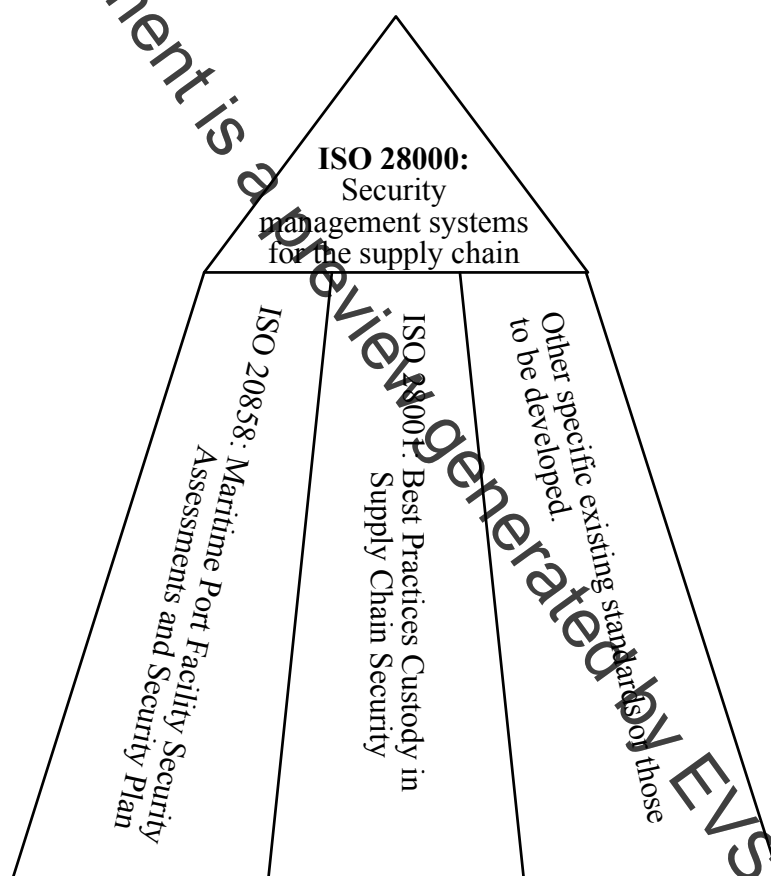 ISO 28000:
Security
management systems
for the supply chain
ISO 20858: Maritime Port Facility Security
Assessments and Security Plan
ISO 28001: Best Practices Custody in
Supply Chain Security
Other specific existing standards or those
to be developed.
is a preview generated by EVS